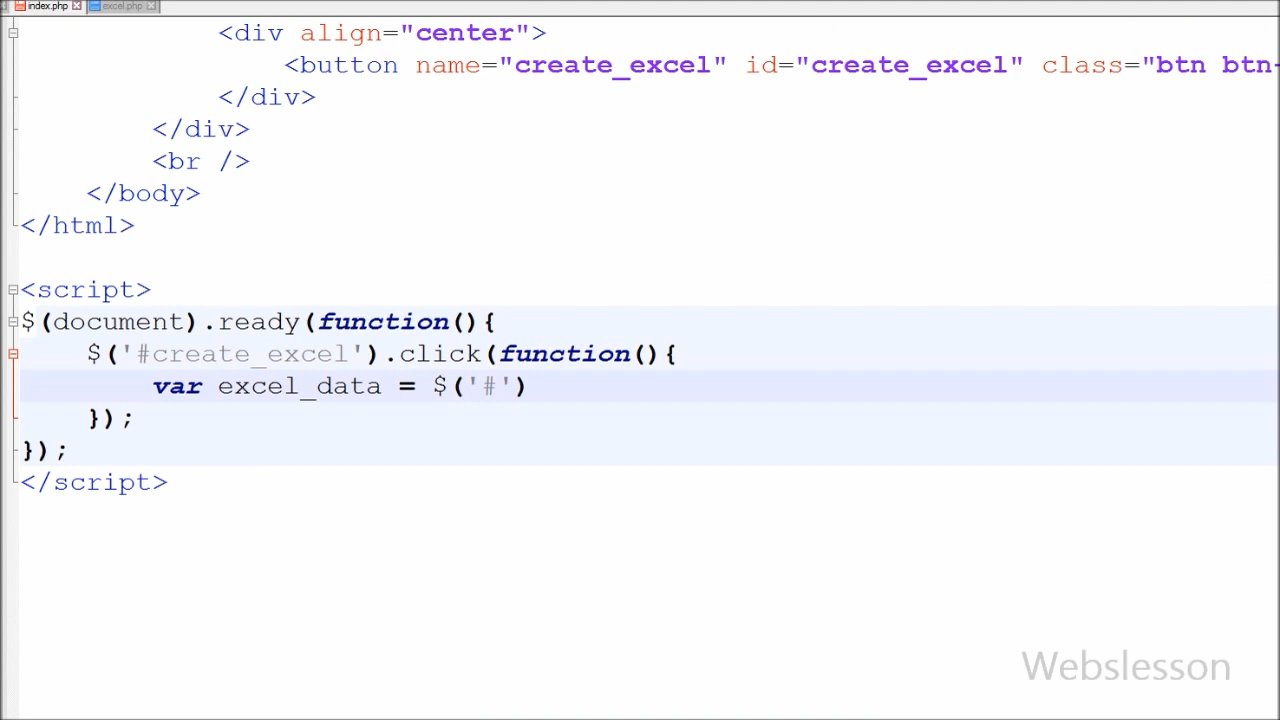 index.php excel.php
<div align="center">
<button name="create_excel" id="create_excel" class="btn btn-
</div>
</div>
<br />
</body>
</html>
<script>
$(document).ready(function(){
$('#create_excel').click(function(){
var excel_data = $('#')
});
});
</script>
Webslesson